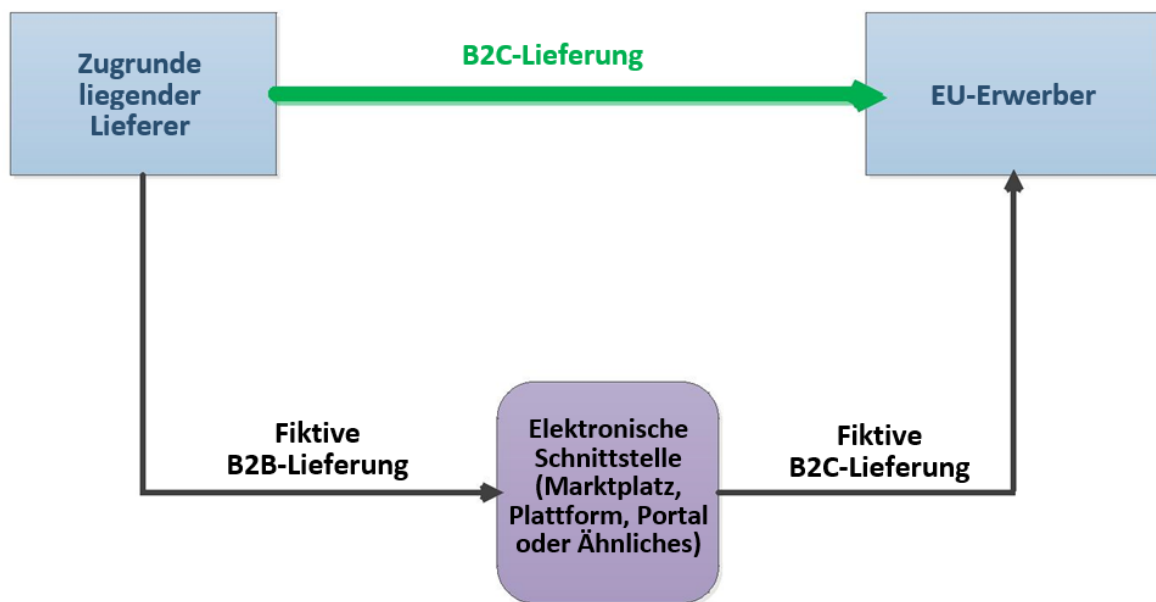 Zugrunde
liegender
Lieferer
B2C-Lieferung
EU-Erwerber
Fiktive
B2B-Lieferung
Elektronische
Schnittstelle
(Marktplatz,
Plattform, Portal
oder Ähnliches)
Fiktive
B2C-Lieferung